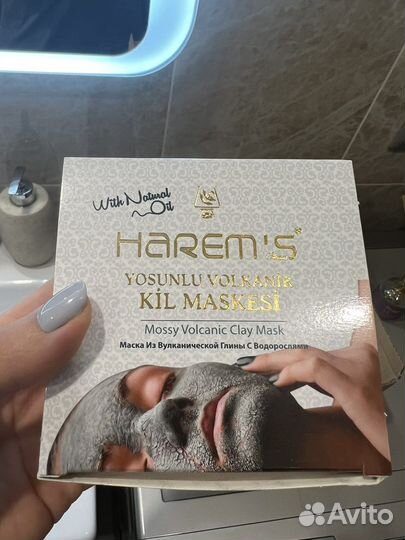 With Natural
Oil
HAREM'S
YOSUNLU VOLKANİK
KİL MASKESİ
Mossy Volcanic Clay Mask
Маска Из Вулканической Глины С Водорослями
Avito